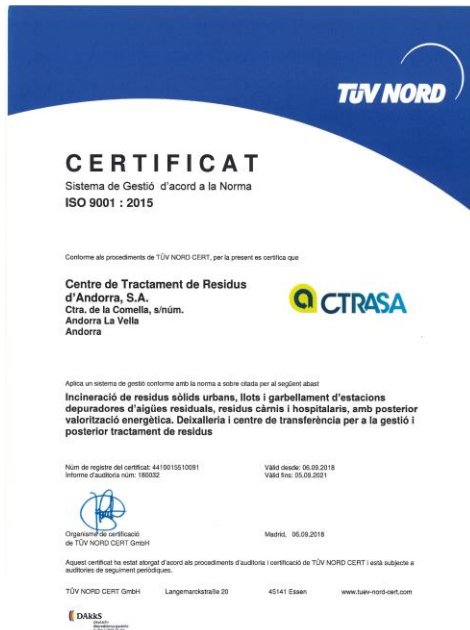 TÜV NORD
CERTIFICAT
Sistema de Gestió d'acord a la Norma
ISO 9001 : 2015
Conforme als procediments de TÜV NORD CERT, per la present es certifica que
Centre de Tractament de Residus
d'Andorra, S.A.
Ctra. de la Comella, s/núm.
Andorra La Vella
Andorra
CTRASA
Aplica un sistema de gestió conforme amb la norma a sobre citada per al següent abast
Incineració de residus sòlids urbans, llots i garbellament d'estacions
depuradores d'aigües residuals, residus càrnis i hospitalaris, amb posterior
valorització energètica. Deixalleria i centre de transferència per a la gestió i
posterior tractament de residus
Núm de registre del certificat: 4410015510091
Informe d'auditoria núm: 180032
Vàlid desde: 06.09.2018
Vàlid fins: 05.09.2021
Organisme de certificació
de TÜV NORD CERT GmbH
Madrid, 06.09.2018
Aquest certificat ha estat atorgat d'acord als procediments d'auditoria i certificació de TÜV NORD CERT i està subjecte a
auditories de seguiment periòdiques.
TÜV NORD CERT GmbH Langemarckstraße 20 45141 Essen www.tuev-nord-cert.com
DAkkS